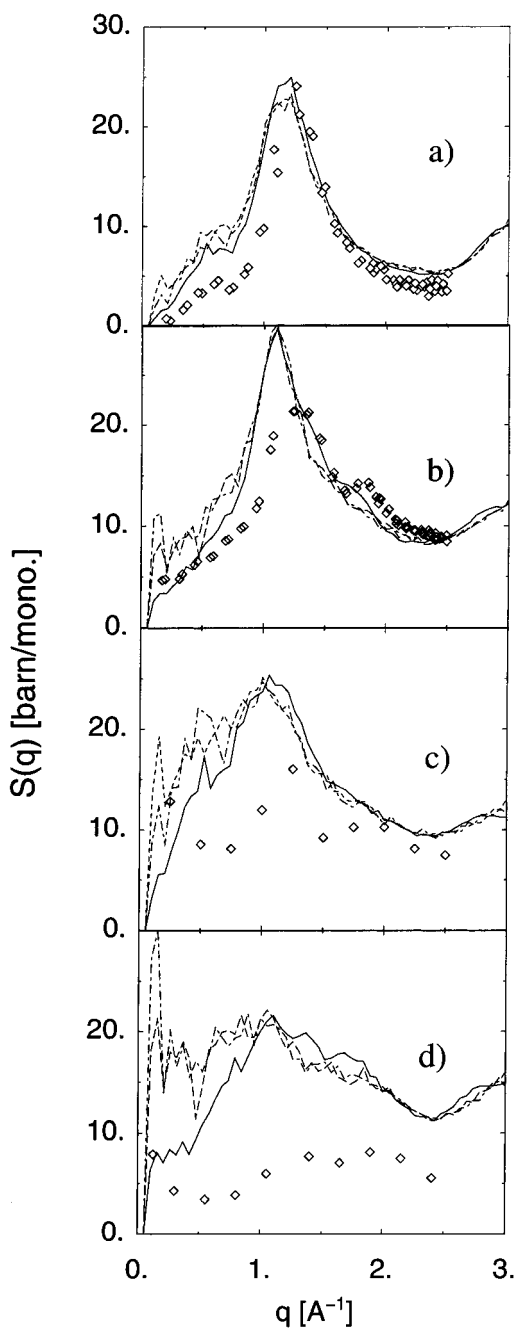 30.
20.
a)
10.
0.
20.
b)
10.
0.
S(q) [barn/mono.]
20.
c)
10.
0.
20.
d)
10.
0.
0. 1. 2. 3.
q [A⁻¹]